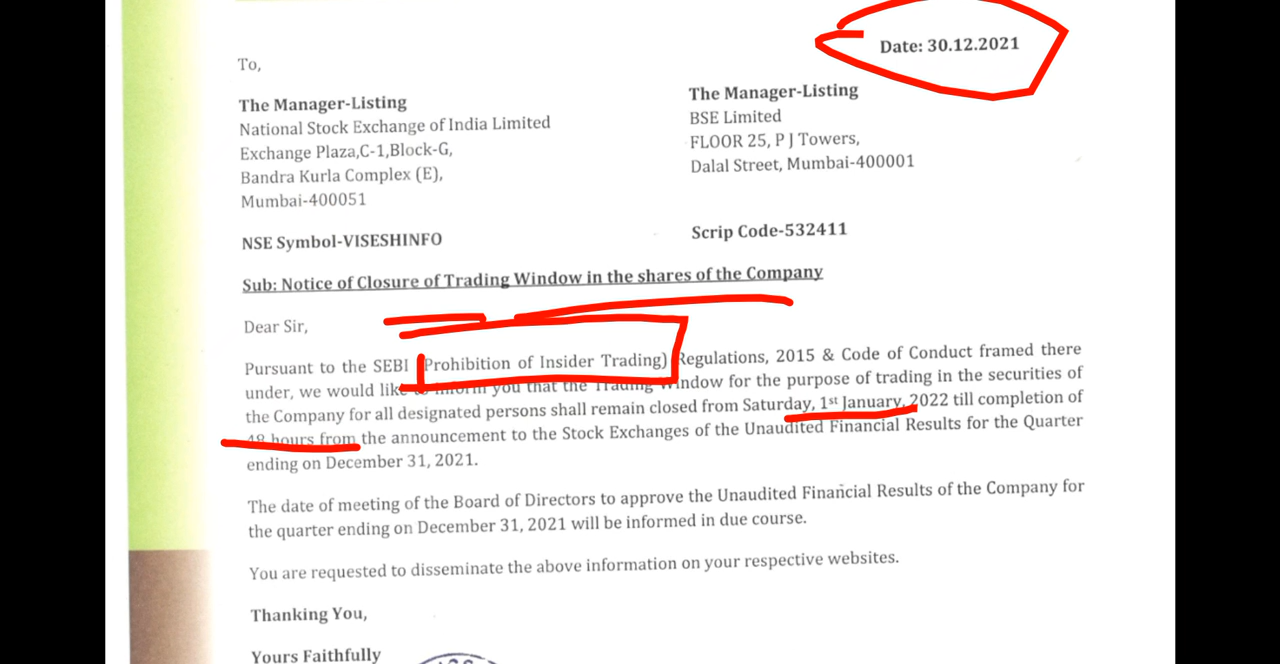 Date: 30.12.2021
To,
The Manager-Listing
National Stock Exchange of India Limited
Exchange Plaza,C-1,Block-G,
Bandra Kurla Complex (E),
Mumbai-400051
The Manager-Listing
BSE Limited
FLOOR 25, P J Towers,
Dalal Street, Mumbai-400001
NSE Symbol-VISESHINFO
Scrip Code-532411
Sub: Notice of Closure of Trading Window in the shares of the Company
Dear Sir,
Pursuant to the SEBI (Prohibition of Insider Trading) Regulations, 2015 & Code of Conduct framed there
under, we would like to inform you that the Trading Window for the purpose of trading in the securities of
the Company for all designated persons shall remain closed from Saturday, 1st January, 2022 till completion of
48 hours from the announcement to the Stock Exchanges of the Unaudited Financial Results for the Quarter
ending on December 31, 2021.
The date of meeting of the Board of Directors to approve the Unaudited Financial Results of the Company for
the quarter ending on December 31, 2021 will be informed in due course.
You are requested to disseminate the above information on your respective websites.
Thanking You,
Yours Faithfully